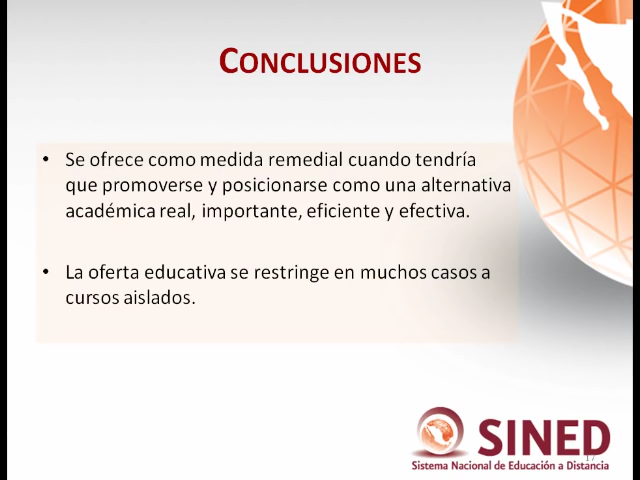 CONCLUSIONES
• Se ofrece como medida remedial cuando tendría
que promoverse y posicionarse como una alternativa
académica real, importante, eficiente y efectiva.
• La oferta educativa se restringe en muchos casos a
cursos aislados.
SINED
17
Sistema Nacional de Educación a Distancia